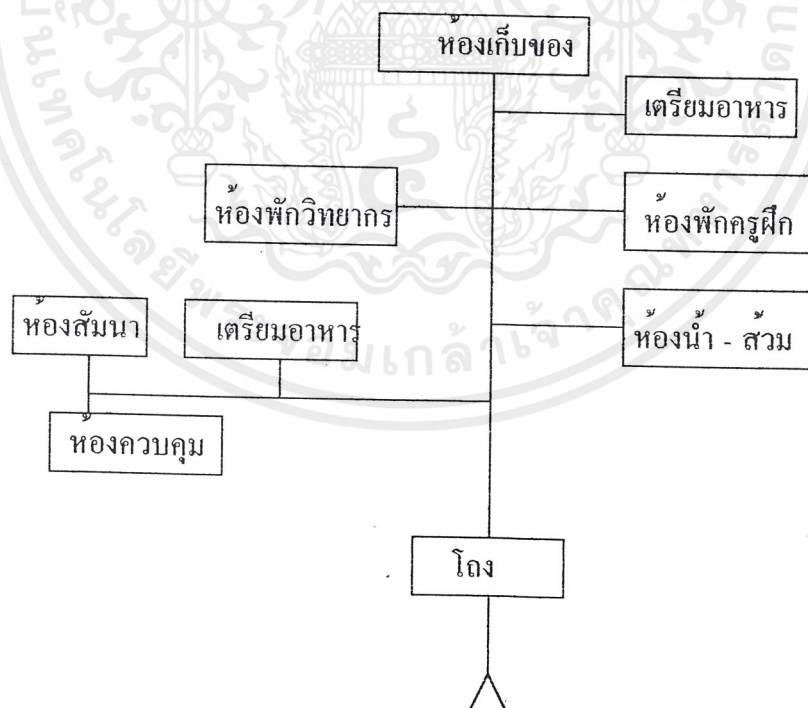 ห้องเก็บของ
เตรียมอาหาร
ห้องพักวิทยากร
ห้องพักครูฝึก
ห้องสัมนา
เตรียมอาหาร
ห้องน้ำ - ส้วม
ห้องควบคุม
โถง